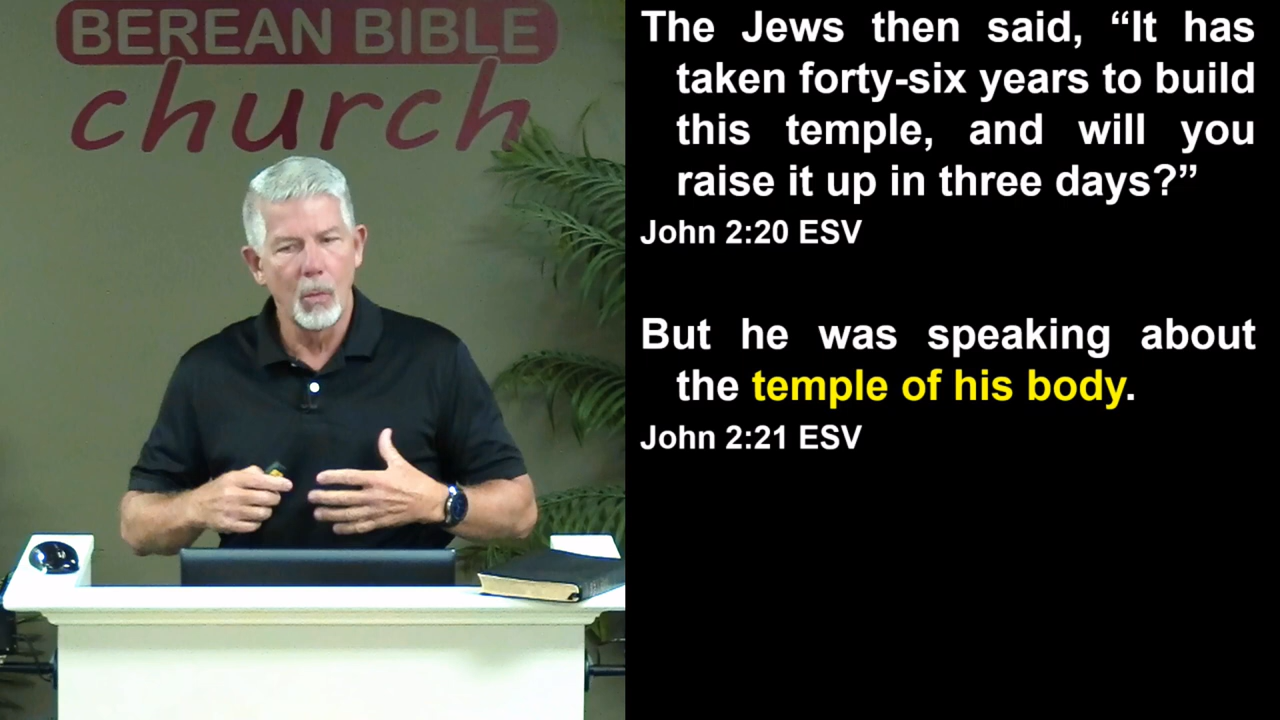 BEREAN BIBLE
church
The Jews then said, “It has
taken forty-six years to build
this temple, and will you
raise it up in three days?”
John 2:20 ESV
But he was speaking about
the temple of his body.
John 2:21 ESV